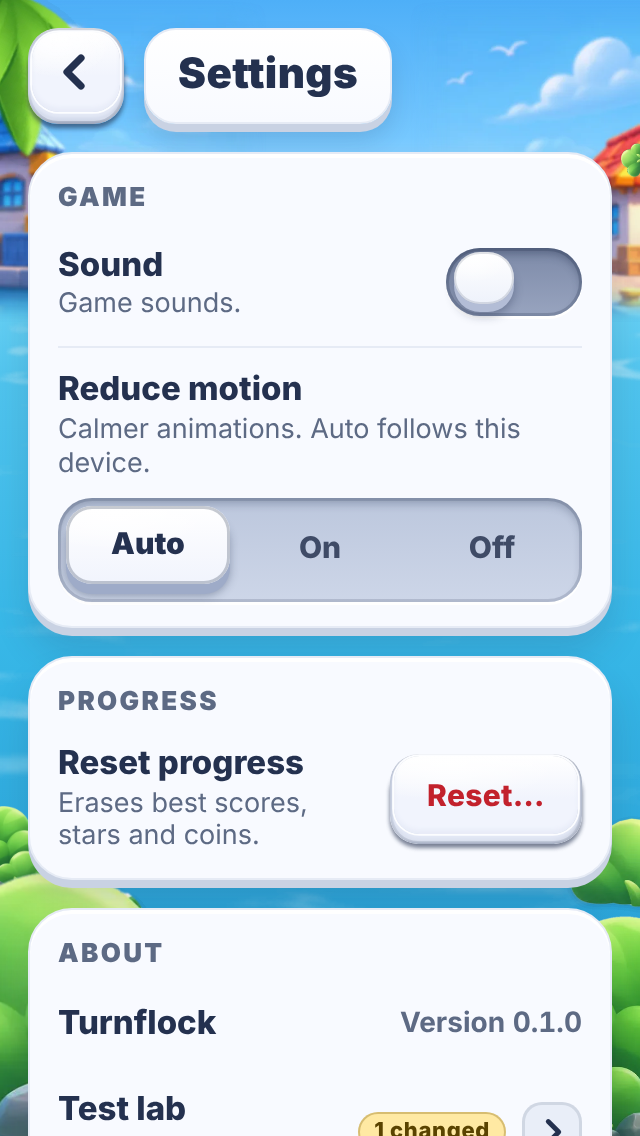 Settings
GAME
Sound
Game sounds.
Reduce motion
Calmer animations. Auto follows this
device.
Auto On Off
PROGRESS
Reset progress
Erases best scores,
stars and coins.
Reset...
ABOUT
Turnflock Version 0.1.0
Test lab
1 changed